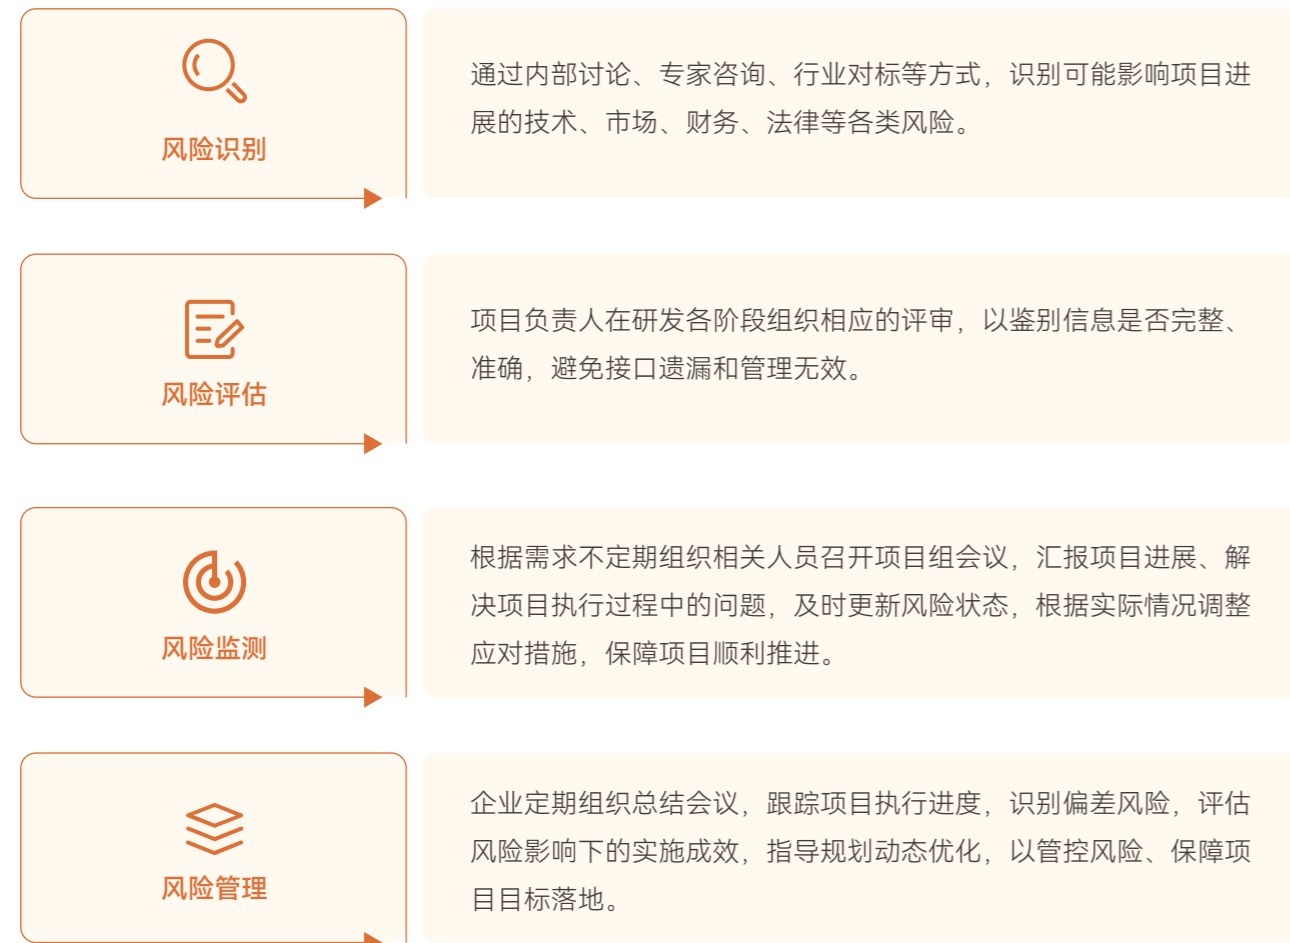 风险识别
通过内部讨论、专家咨询、行业对标等方式，识别可能影响项目进
展的技术、市场、财务、法律等各类风险。
风险评估
项目负责人在研发各阶段组织相应的评审，以鉴别信息是否完整、
准确，避免接口遗漏和管理无效。
风险监测
根据需求不定期组织相关人员召开项目组会议，汇报项目进展、解
决项目执行过程中的问题，及时更新风险状态，根据实际情况调整
应对措施，保障项目顺利推进。
风险管理
企业定期组织总结会议，跟踪项目执行进度，识别偏差风险，评估
风险影响下的实施成效，指导规划动态优化，以管控风险、保障项
目目标落地。